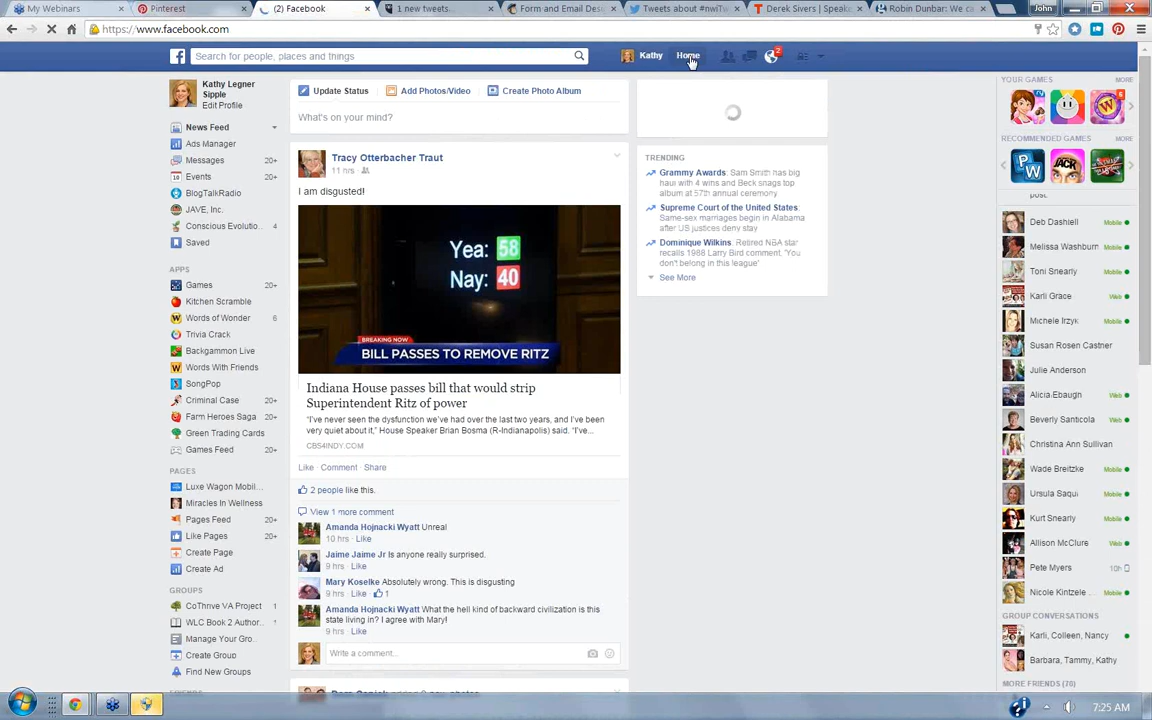 My Webinars
Pinterest
(2) Facebook
1 new tweets...
Form and Email Desi
Tweets about #nwiTw
Derek Sivers | Speak
Robin Dunbar: We ca
John
https://www.facebook.com
Search for people, places and things
Kathy
Home
2
Kathy Legner
Sipple
Edit Profile
News Feed
Ads Manager
Messages 20+
Events 20+
BlogTalkRadio
JAVE, Inc.
Conscious Evolutio... 4
Saved
APPS
Games 20+
Kitchen Scramble
Words of Wonder 6
Trivia Crack
Backgammon Live
Words With Friends
SongPop
Criminal Case 20+
Farm Heroes Saga 20+
Green Trading Cards 20+
Games Feed 20+
PAGES
Luxe Wagon Mobil...
Miracles In Wellness
Pages Feed 20+
Like Pages 20+
Create Page
Create Ad
GROUPS
CoThrive VA Project 1
WLC Book 2 Author... 1
Manage Your Gro...
Create Group
Find New Groups
Update Status
Add Photos/Video
Create Photo Album
What's on your mind?
Tracy Otterbacher Traut
11 hrs ·
I am disgusted!
Yea: 58
Nay: 40
BREAKING NOW
BILL PASSES TO REMOVE RITZ
Indiana House passes bill that would strip
Superintendent Ritz of power
"I've never seen the dysfunction we've had over the last two years, and I've been
very quiet about it," House Speaker Brian Bosma (R-Indianapolis) said. "I've...
CBS4INDY.COM
Like · Comment · Share
2 people like this.
View 1 more comment
Amanda Hojnacki Wyatt Unreal
10 hrs · Like
Jaime Jaime Jr Is anyone really surprised.
9 hrs · Like
Mary Koselke Absolutely wrong. This is disgusting
9 hrs · Like · 1
Amanda Hojnacki Wyatt What the hell kind of backward civilization is this
state living in? I agree with Mary!
9 hrs · Like
Write a comment...
TRENDING
Grammy Awards: Sam Smith has big
haul with 4 wins and Beck snags top
album at 57th annual ceremony
Supreme Court of the United States:
Same-sex marriages begin in Alabama
after US justices deny stay
Dominique Wilkins: Retired NBA star
recalls 1988 Larry Bird comment. 'You
don't belong in this league'
See More
YOUR GAMES MORE
RECOMMENDED GAMES MORE
post.
Deb Dashiell Mobile
Melissa Washburn Mobile
Toni Snearly Mobile
Karli Grace Web
Michele Irzyk Mobile
Susan Rosen Castner
Julie Anderson
Alicia Ebaugh Web
Beverly Santicola Web
Christina Ann Sullivan
Wade Breitzke Mobile
Ursula Saqui Mobile
Kurt Snearly Mobile
Allison McClure Web
Pete Myers 10h
Nicole Kintzele ... Mobile
GROUP CONVERSATIONS
Karli, Colleen, Nancy
Barbara, Tammy, Kathy
MORE FRIENDS (70)
7:25 AM